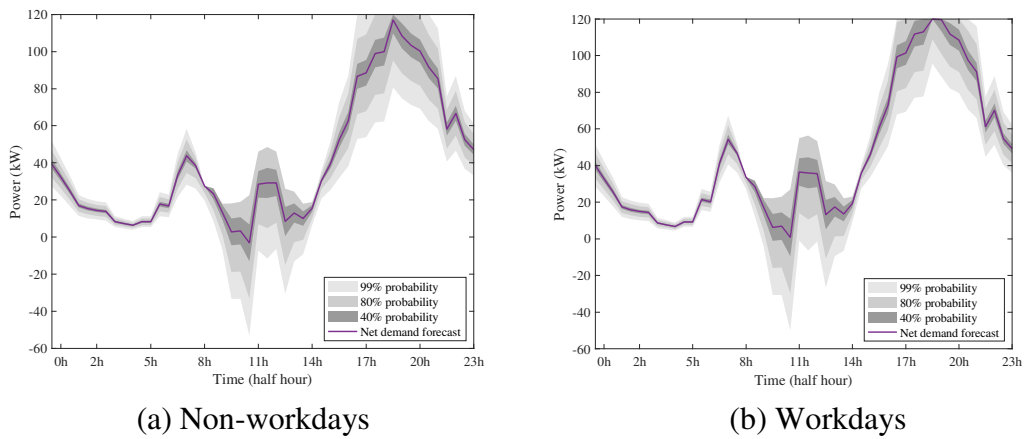 120
100
80
60
40
20
0
-20
-40
-60
Power (kW)
0h 2h 5h 8h 11h 14h 17h 20h 23h
Time (half hour)
99% probability
80% probability
40% probability
Net demand forecast
(a) Non-workdays
120
100
80
60
40
20
0
-20
-40
-60
Power (kW)
0h 2h 5h 8h 11h 14h 17h 20h 23h
Time (half hour)
99% probability
80% probability
40% probability
Net demand forecast
(b) Workdays